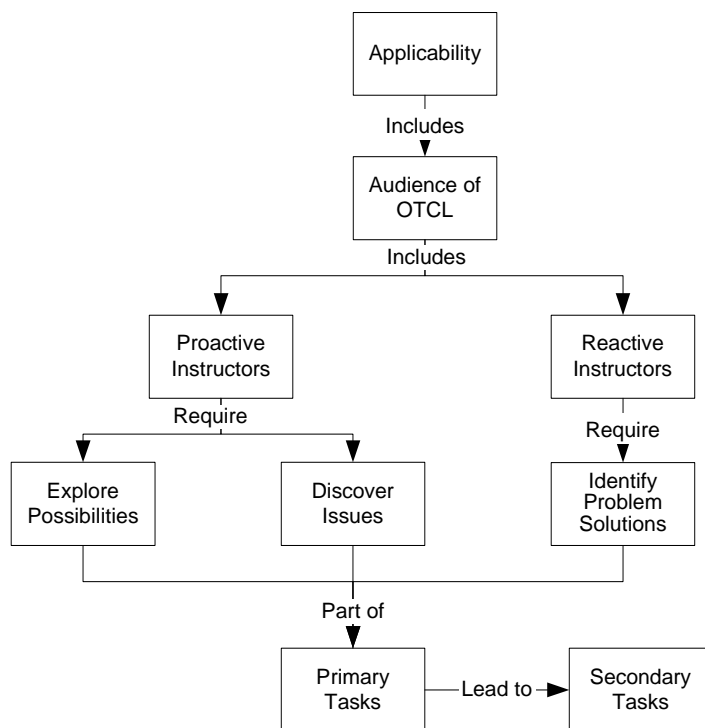 Applicability
Includes
Audience of
OTCL
Includes
Proactive
Instructors
Reactive
Instructors
Require
Require
Explore
Possibilities
Discover
Issues
Identify
Problem
Solutions
Part of
Primary
Tasks
Lead to
Secondary
Tasks